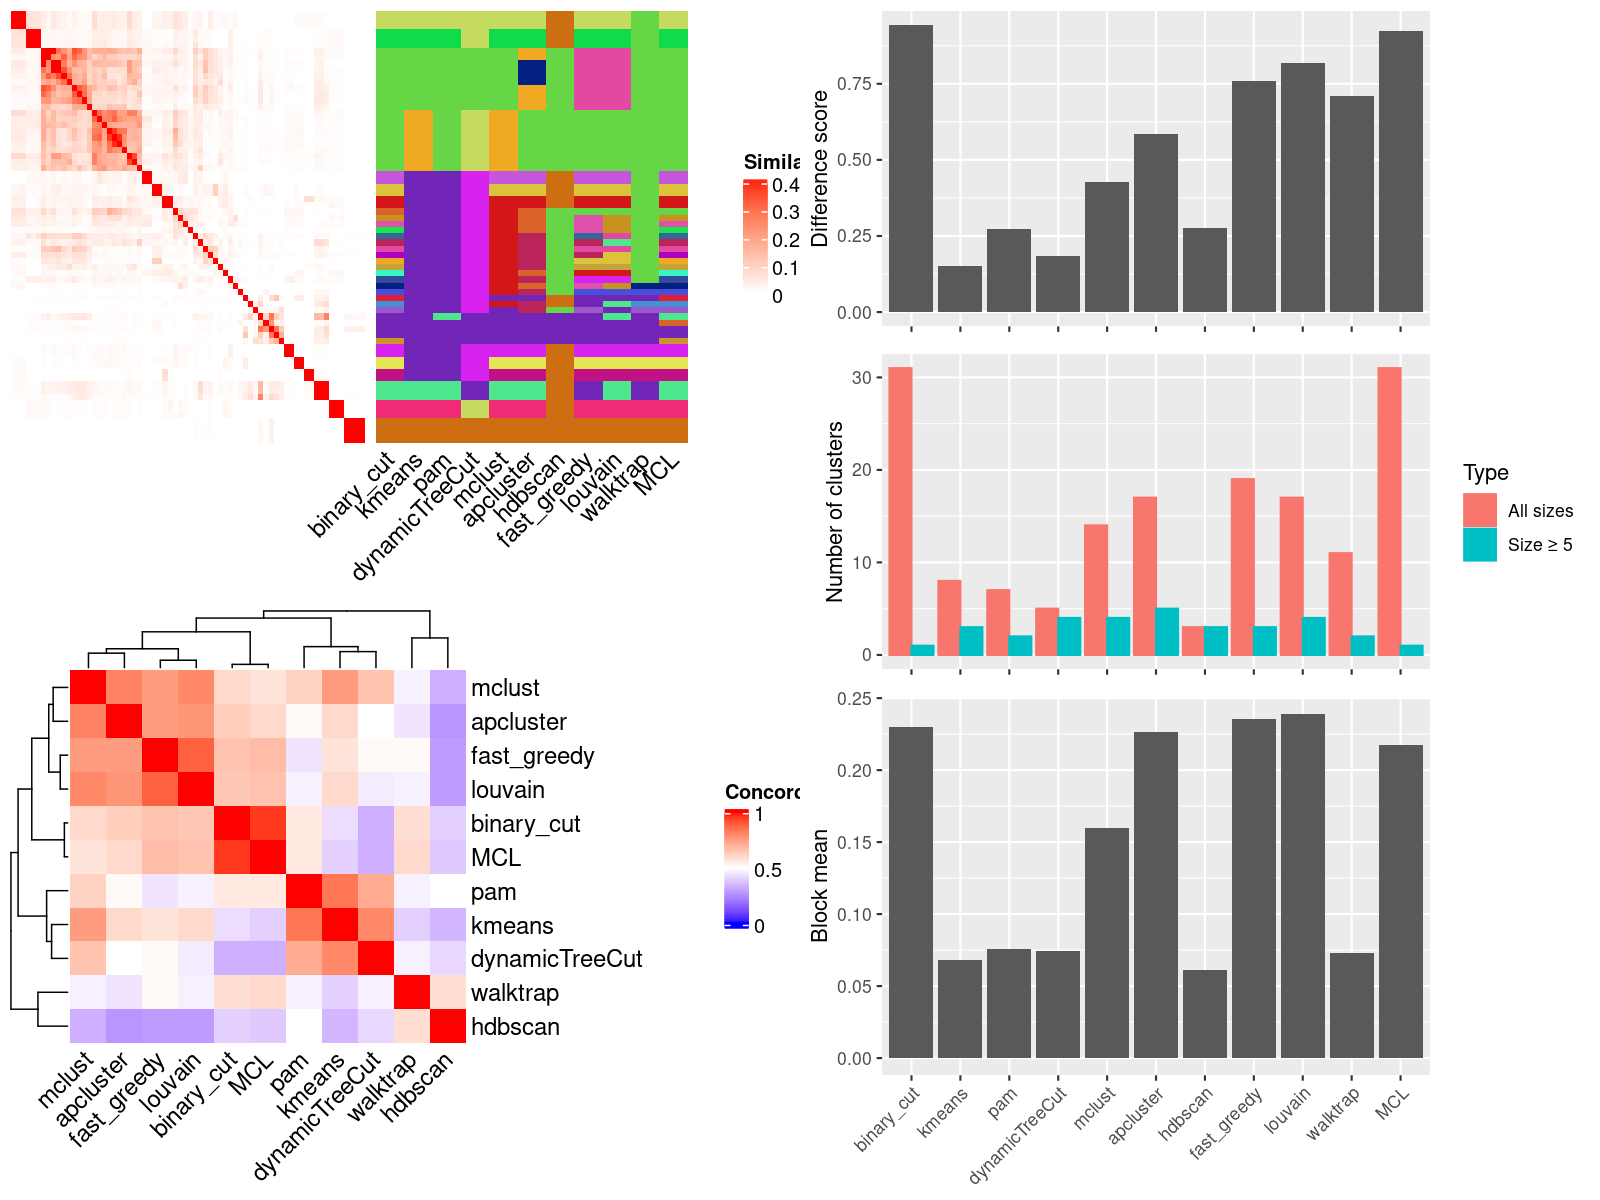 Simila
0.4
0.3
0.2
0.1
0
binary_cut
kmeans
pam
dynamicTreeCut
mclust
apcluster
hdbscan
fast_greedy
louvain
walktrap
MCL
Difference score
0.75
0.50
0.25
0.00
Number of clusters
30
20
10
0
Type
All sizes
Size ≥ 5
mclust
apcluster
fast_greedy
louvain
binary_cut
MCL
pam
kmeans
dynamicTreeCut
walktrap
hdbscan
mclust
apcluster
fast_greedy
louvain
binary_cut
MCL
pam
kmeans
dynamicTreeCut
walktrap
hdbscan
Concord
1
0.5
0
Block mean
0.25
0.20
0.15
0.10
0.05
0.00
binary_cut
kmeans
pam
dynamicTreeCut
mclust
apcluster
hdbscan
fast_greedy
louvain
walktrap
MCL